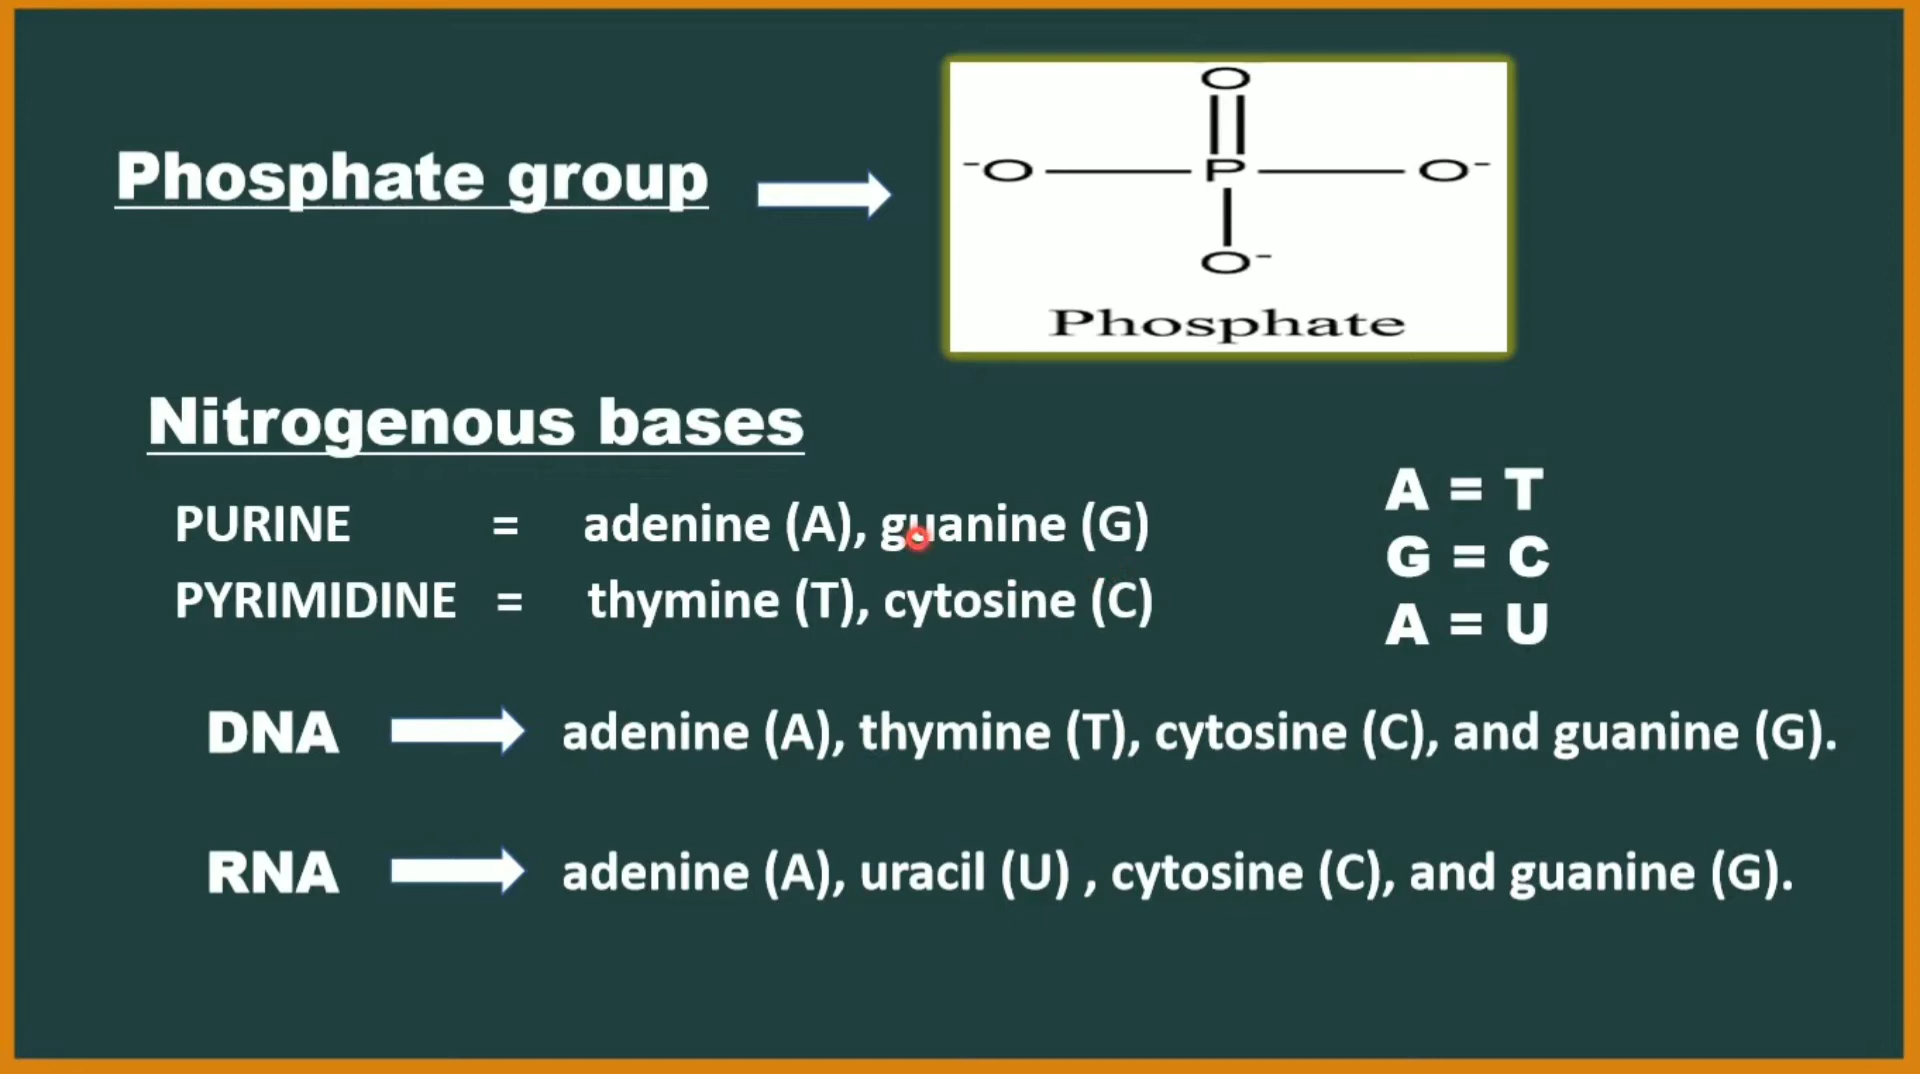 Phosphate group
O
⁻O P O⁻
O⁻
Phosphate
Nitrogenous bases
PURINE = adenine (A), guanine (G)
PYRIMIDINE = thymine (T), cytosine (C)
A = T
G = C
A = U
DNA adenine (A), thymine (T), cytosine (C), and guanine (G).
RNA adenine (A), uracil (U) , cytosine (C), and guanine (G).